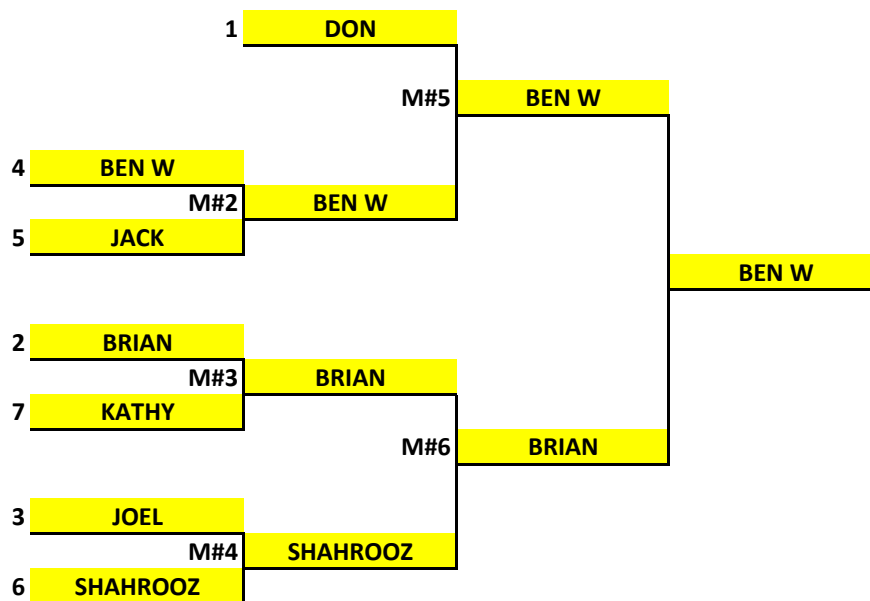 1 DON
M#5 BEN W
4 BEN W
M#2 BEN W
5 JACK
BEN W
2 BRIAN
M#3 BRIAN
7 KATHY
M#6 BRIAN
3 JOEL
M#4 SHAHROOZ
6 SHAHROOZ